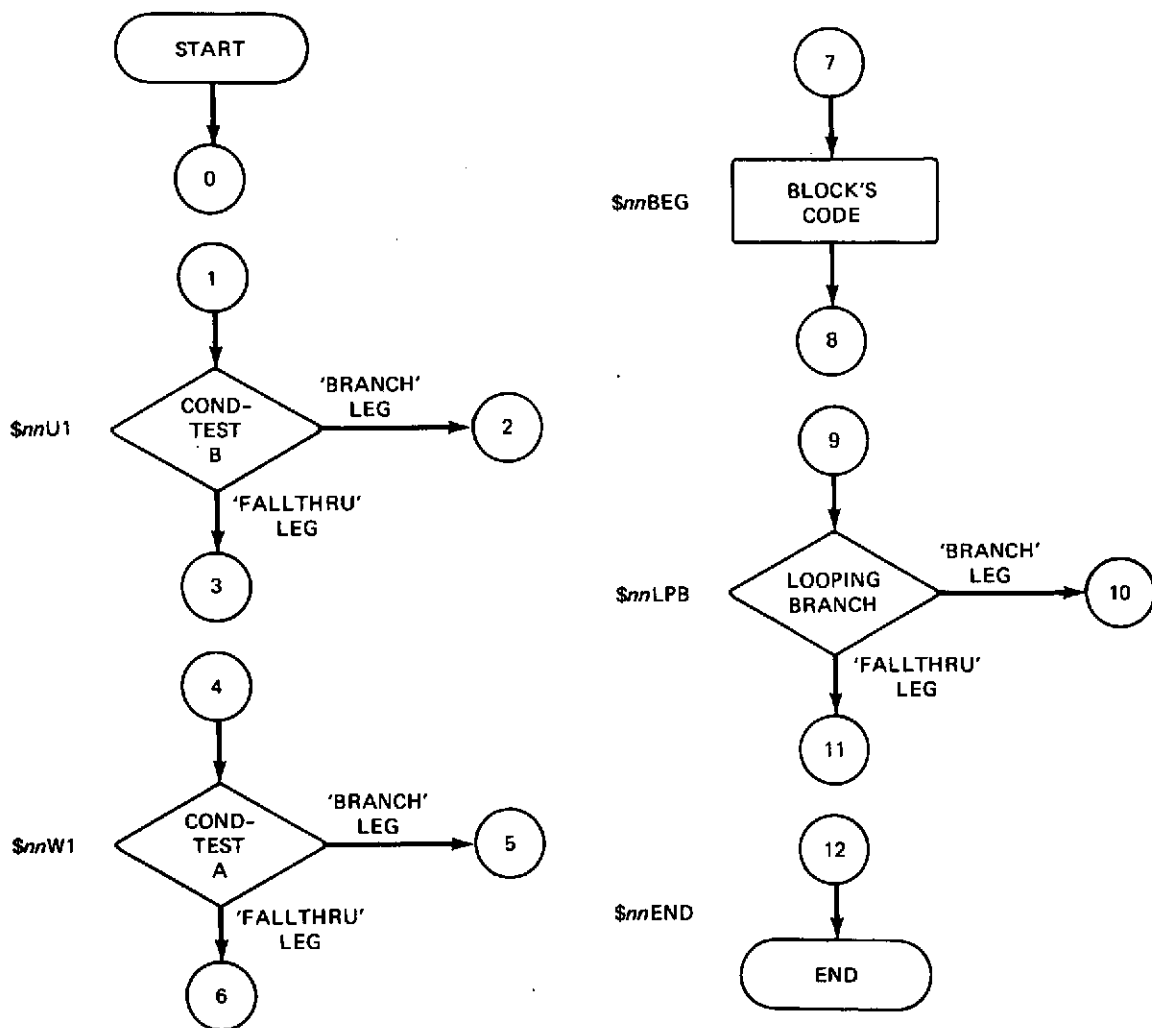 START
0
1
$nnU1
COND-
TEST
B
'BRANCH'
LEG
2
'FALLTHRU'
LEG
3
4
$nnW1
COND-
TEST
A
'BRANCH'
LEG
5
'FALLTHRU'
LEG
6
7
$nnBEG
BLOCK'S
CODE
8
9
$nnLPB
LOOPING
BRANCH
'BRANCH'
LEG
10
'FALLTHRU'
LEG
11
12
$nnEND
END